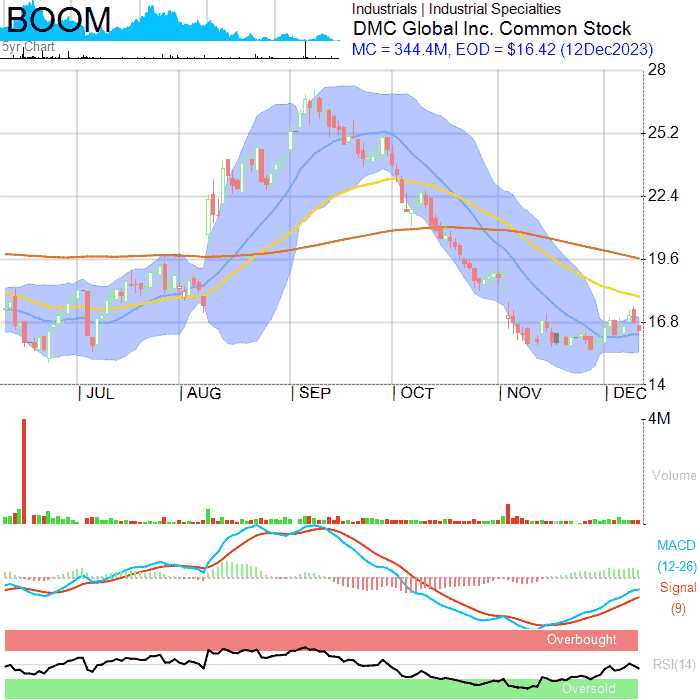 BOOM
5yr Chart
Industrials | Industrial Specialties
DMC Global Inc. Common Stock
MC = 344.4M, EOD = $16.42 (12Dec2023)
28
25.2
22.4
19.6
16.8
14
| JUL | AUG | SEP | OCT | NOV | DEC
4M
Volume
MACD
(12-26)
Signal
(9)
Overbought
RSI(14)
Oversold